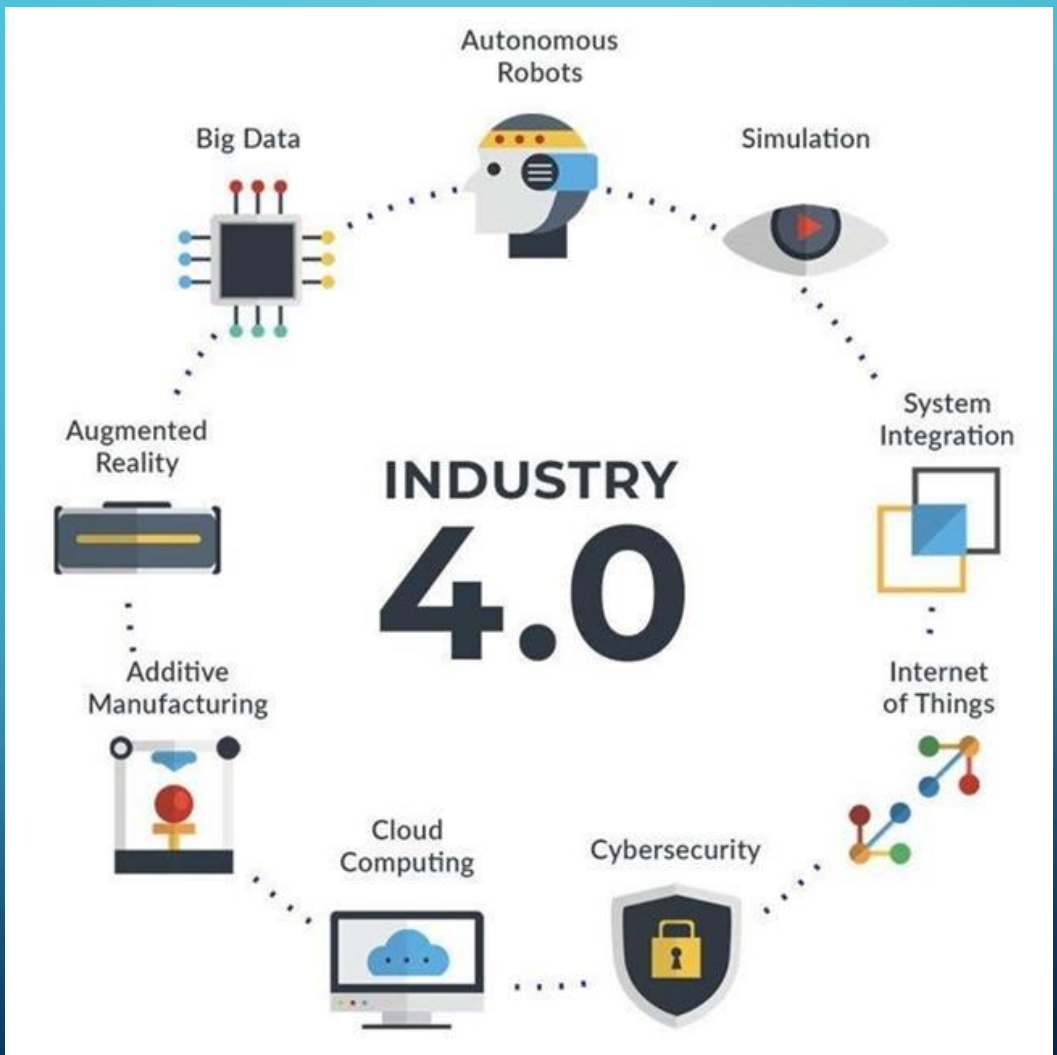 Autonomous
Robots
Big Data
Simulation
System
Integration
Augmented
Reality
INDUSTRY
4.0
Additive
Manufacturing
Internet
of Things
Cloud
Computing
Cybersecurity